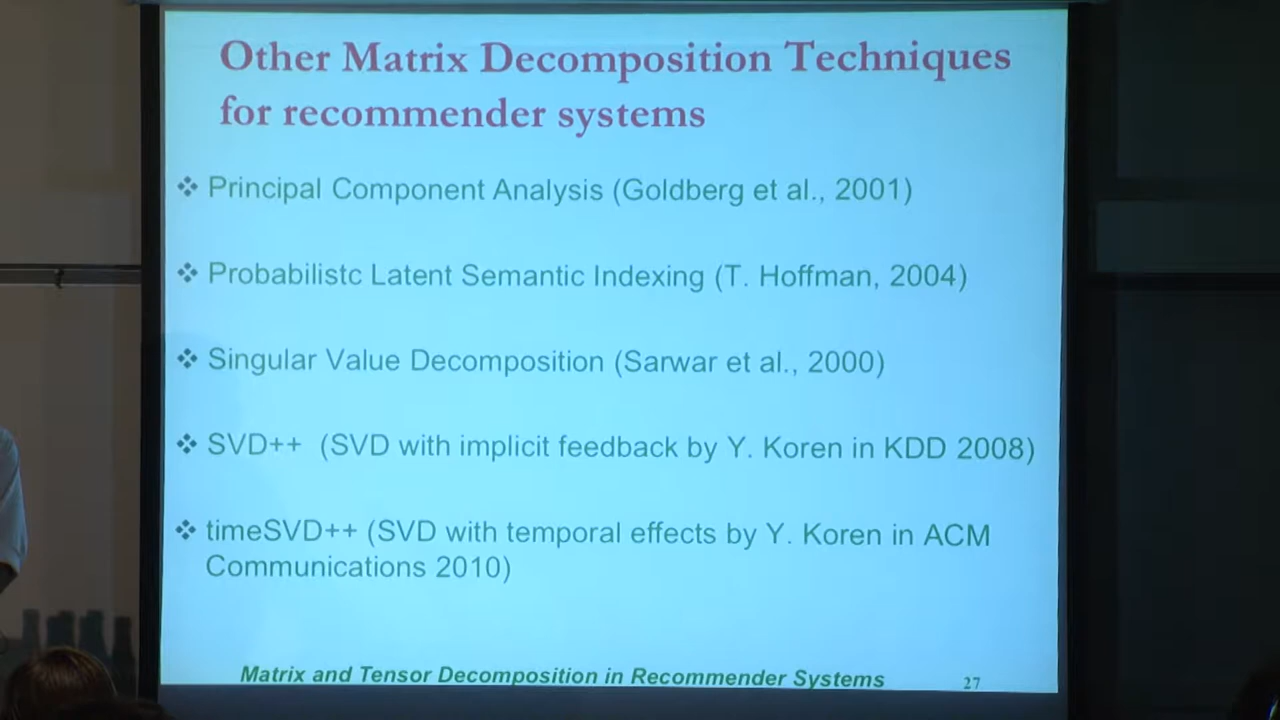 Other Matrix Decomposition Techniques
for recommender systems
❖ Principal Component Analysis (Goldberg et al., 2001)
❖ Probabilistc Latent Semantic Indexing (T. Hoffman, 2004)
❖ Singular Value Decomposition (Sarwar et al., 2000)
❖ SVD++ (SVD with implicit feedback by Y. Koren in KDD 2008)
❖ timeSVD++ (SVD with temporal effects by Y. Koren in ACM
Communications 2010)
Matrix and Tensor Decomposition in Recommender Systems 27